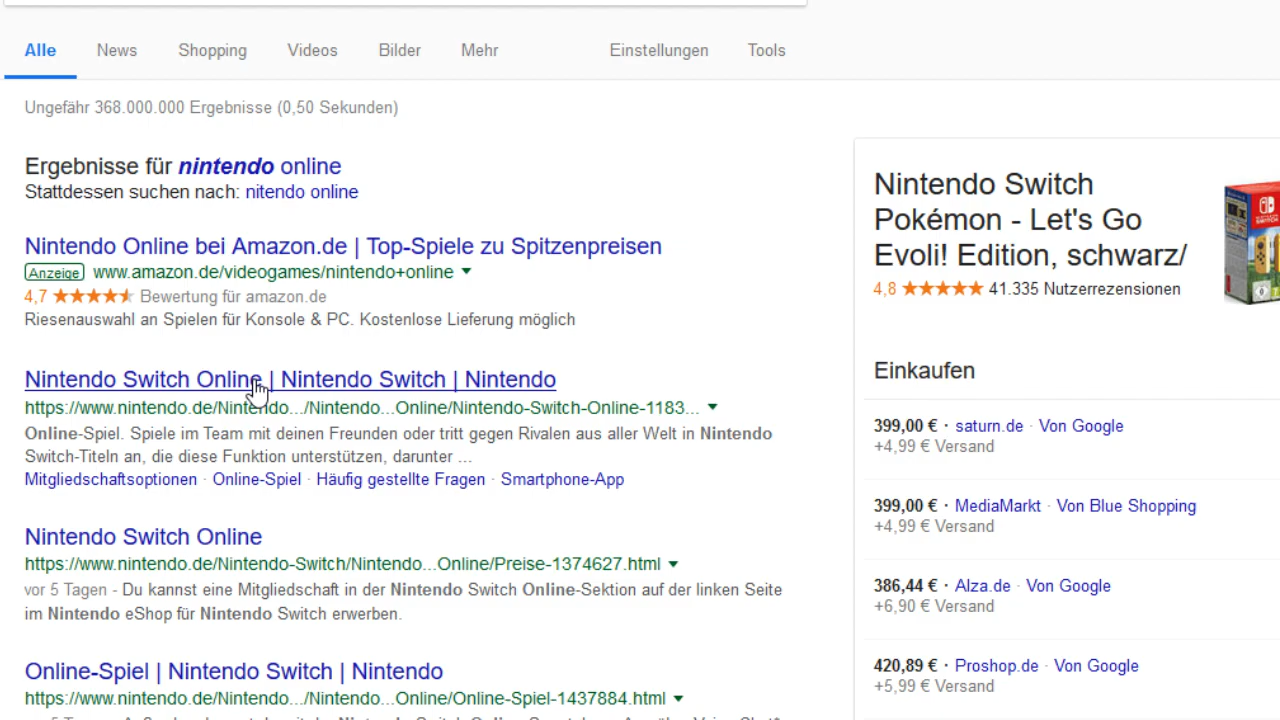 Alle News Shopping Videos Bilder Mehr Einstellungen Tools
Ungefähr 368.000.000 Ergebnisse (0,50 Sekunden)
Ergebnisse für nintendo online
Stattdessen suchen nach: nitendo online
Nintendo Online bei Amazon.de | Top-Spiele zu Spitzenpreisen
Anzeige www.amazon.de/videogames/nintendo+online
4,7 Bewertung für amazon.de
Riesenauswahl an Spielen für Konsole & PC. Kostenlose Lieferung möglich
Nintendo Switch Online | Nintendo Switch | Nintendo
https://www.nintendo.de/Nintendo.../Nintendo...Online/Nintendo-Switch-Online-1183...
Online-Spiel. Spiele im Team mit deinen Freunden oder tritt gegen Rivalen aus aller Welt in Nintendo
Switch-Titeln an, die diese Funktion unterstützen, darunter ...
Mitgliedschaftsoptionen · Online-Spiel · Häufig gestellte Fragen · Smartphone-App
Nintendo Switch Online
https://www.nintendo.de/Nintendo-Switch/Nintendo...Online/Preise-1374627.html
vor 5 Tagen - Du kannst eine Mitgliedschaft in der Nintendo Switch Online-Sektion auf der linken Seite
im Nintendo eShop für Nintendo Switch erwerben.
Online-Spiel | Nintendo Switch | Nintendo
https://www.nintendo.de/Nintendo.../Nintendo...Online/Online-Spiel-1437884.html
Nintendo Switch
Pokémon - Let's Go
Evoli! Edition, schwarz/
4,8 41.335 Nutzerrezensionen
Einkaufen
399,00 € · saturn.de · Von Google
+4,99 € Versand
399,00 € · MediaMarkt · Von Blue Shopping
+4,99 € Versand
386,44 € · Alza.de · Von Google
+6,90 € Versand
420,89 € · Proshop.de · Von Google
+5,99 € Versand